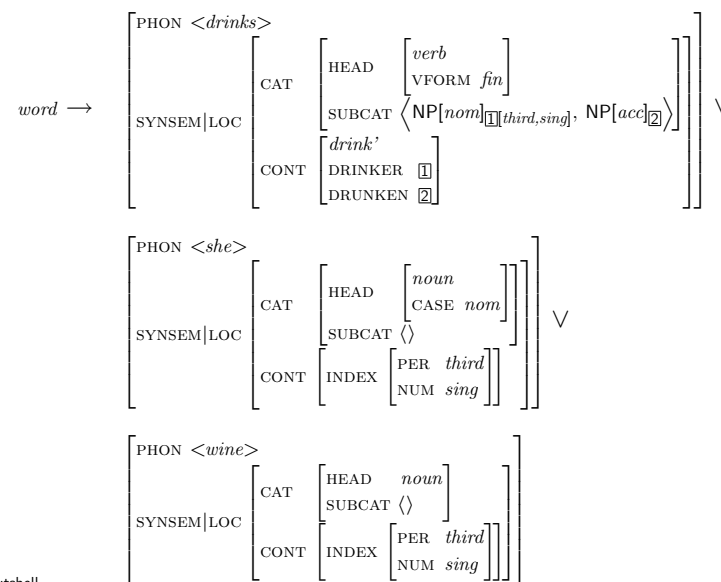 PHON <drinks>
verb
HEAD
VFORM fin
CAT
word → SYNSEM|LOC SUBCAT ⟨NP[nom]1[third,sing], NP[acc]2⟩ ∨
drink’
CONT DRINKER 1
DRUNKEN 2
PHON <she>
noun
HEAD
CASE nom
CAT
SYNSEM|LOC SUBCAT ⟨⟩ ∨
PER third
CONT INDEX
NUM sing
PHON <wine>
HEAD noun
CAT
SUBCAT ⟨⟩
SYNSEM|LOC
PER third
CONT INDEX
NUM sing